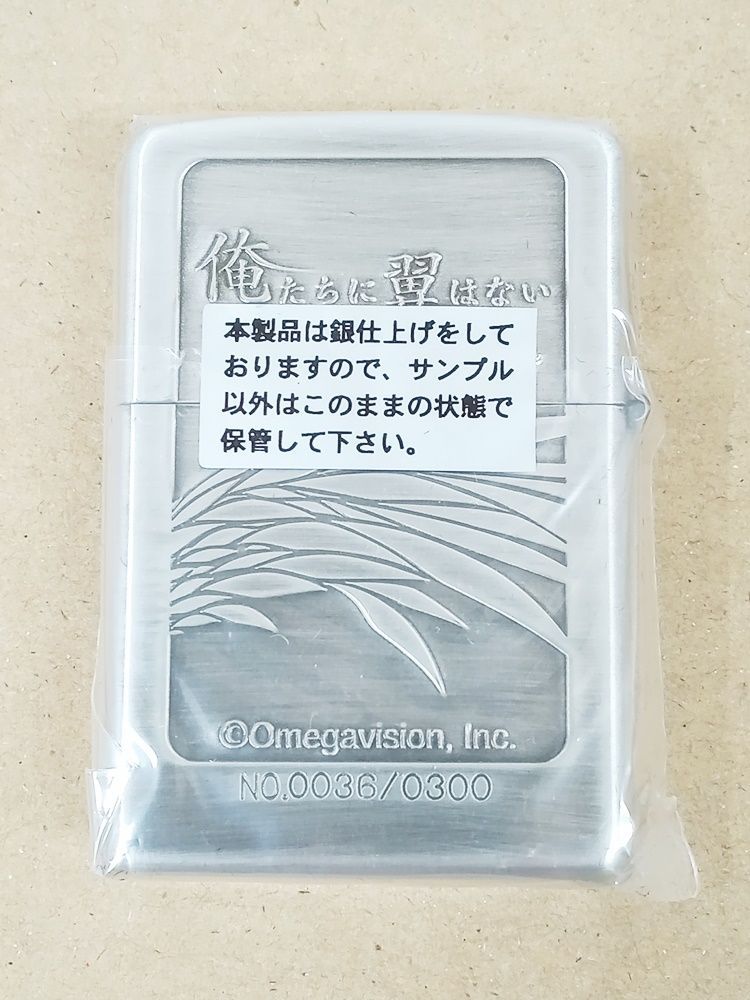 俺たちに翼はない
本製品は銀仕上げをして
おりますので、サンプル
以外はこのままの状態で
保管して下さい。
©Omegavision, Inc.
NO.0036/0300